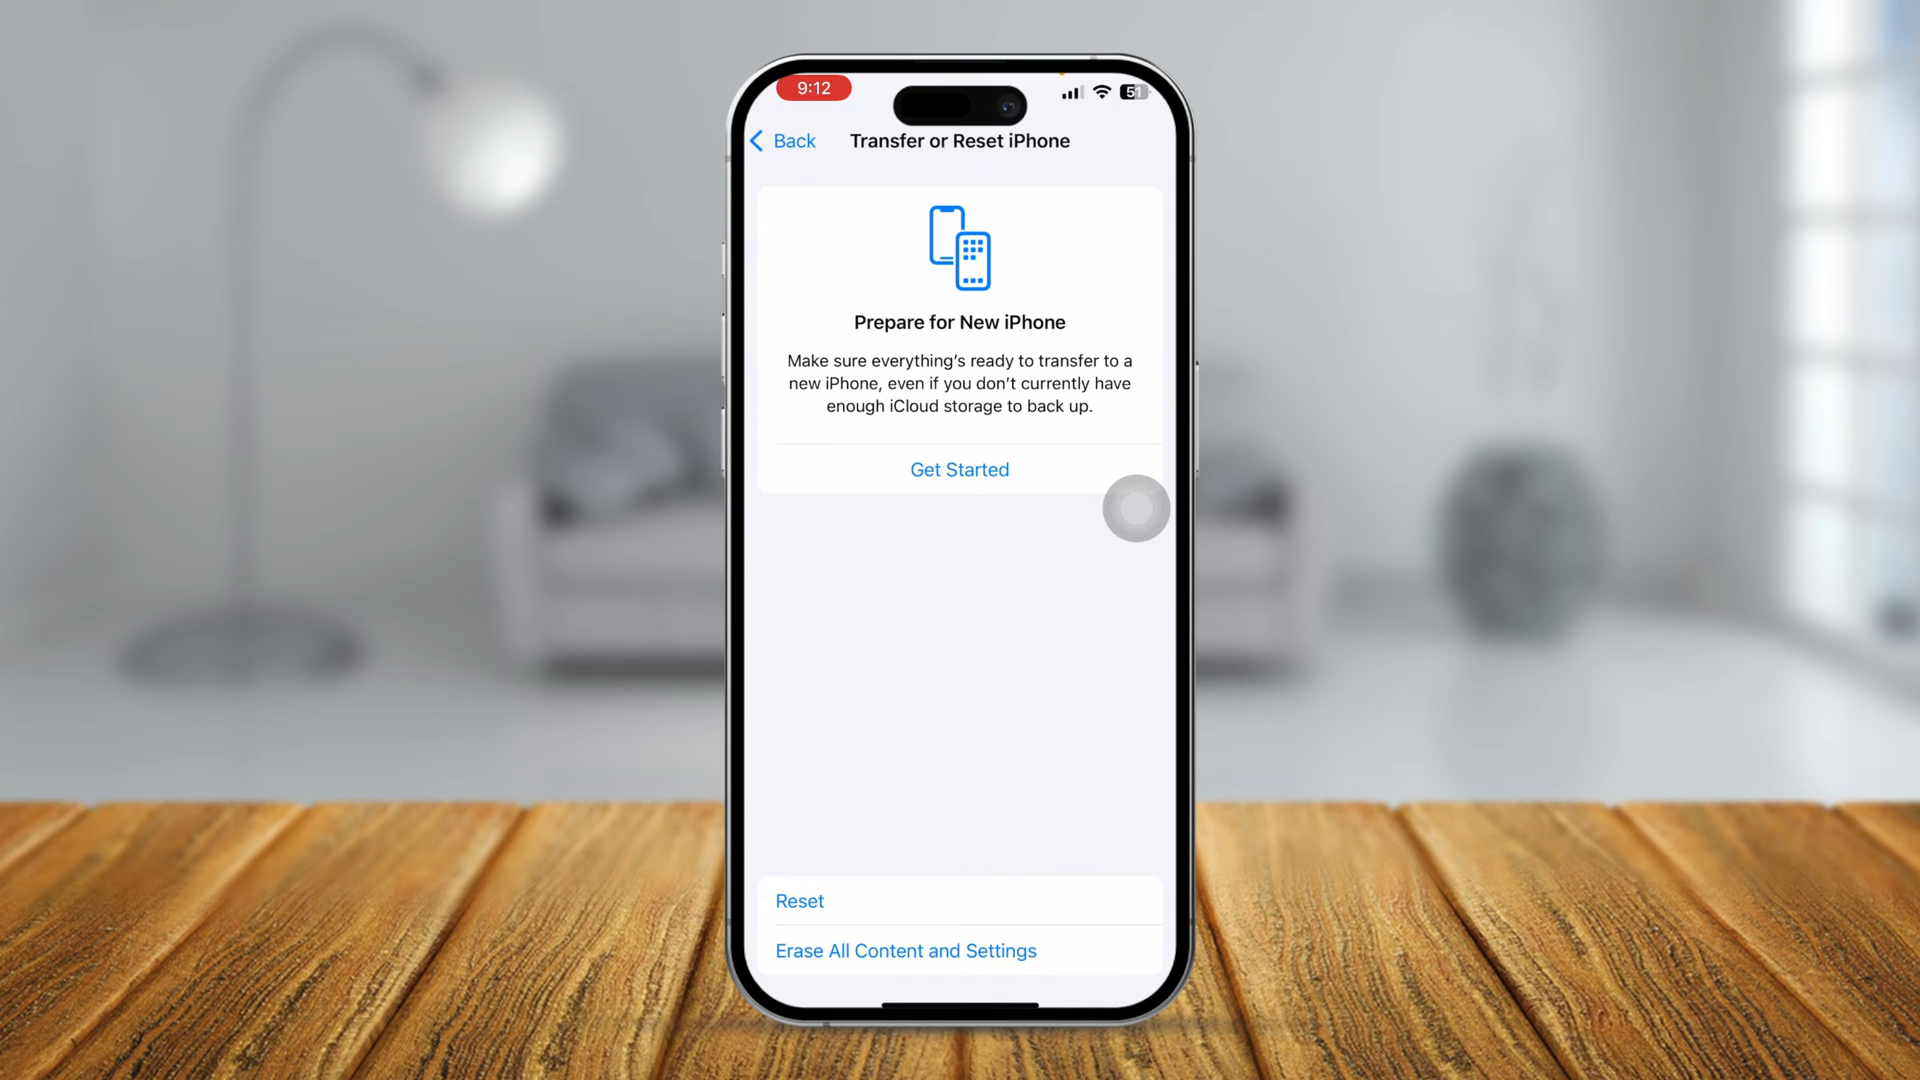 9:12
51
Back
Transfer or Reset iPhone
Prepare for New iPhone
Make sure everything’s ready to transfer to a
new iPhone, even if you don’t currently have
enough iCloud storage to back up.
Get Started
Reset
Erase All Content and Settings